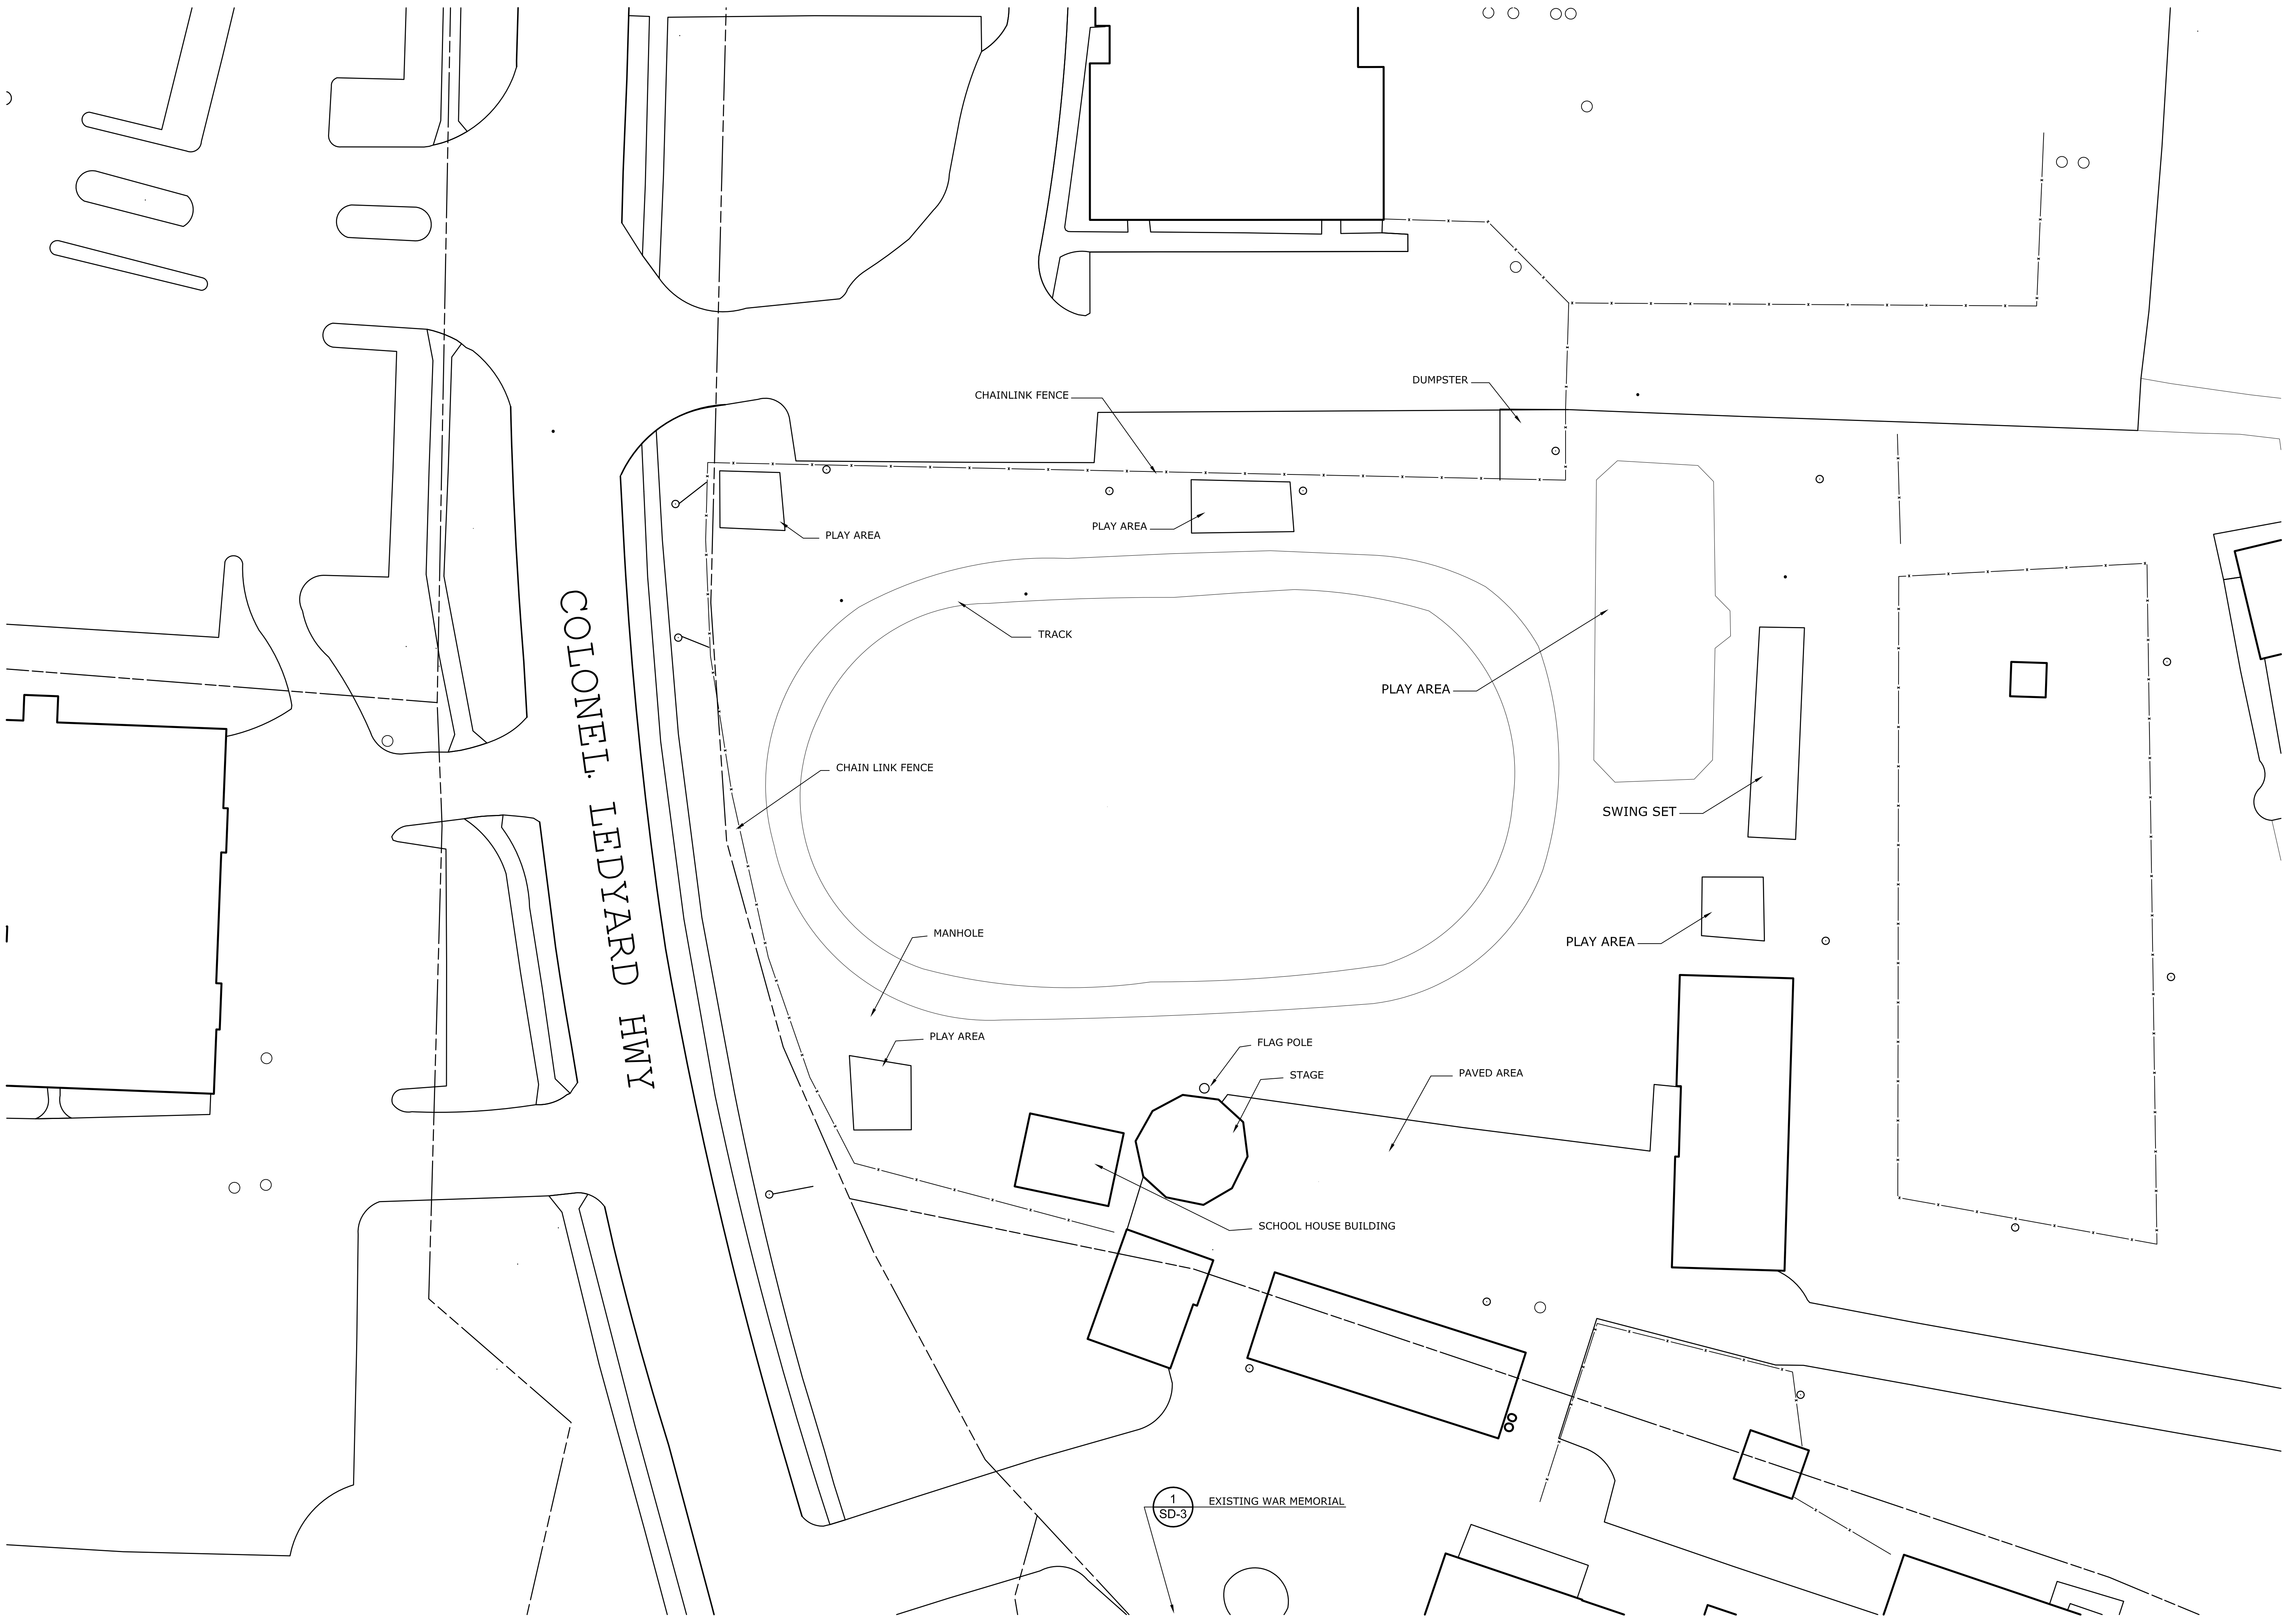 DUMPSTER
CHAINLINK FENCE
PLAY AREA
PLAY AREA
TRACK
PLAY AREA
COLONEL LEDYARD HWY
CHAIN LINK FENCE
SWING SET
MANHOLE
PLAY AREA
PLAY AREA
FLAG POLE
STAGE
PAVED AREA
SCHOOL HOUSE BUILDING
1
SD-3
EXISTING WAR MEMORIAL